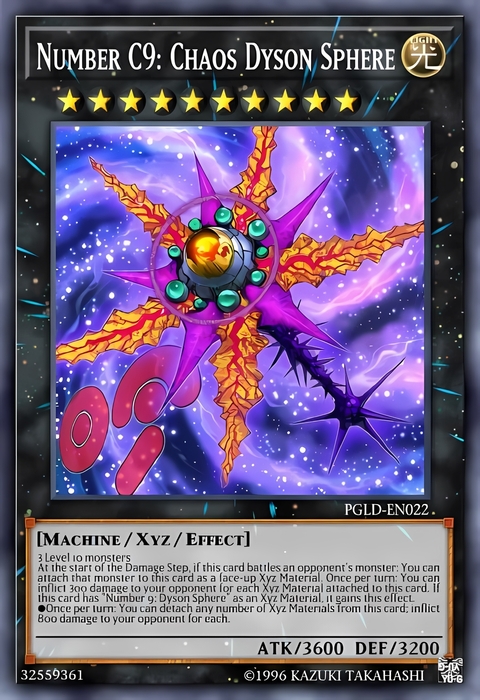 NUMBER C9: CHAOS DYSON SPHERE
LIGHT
光
09
PGLD-EN022
[MACHINE / XYZ / EFFECT]
3 Level 10 monsters
At the start of the Damage Step, if this card battles an opponent's monster: You can
attach that monster to this card as a face-up Xyz Material. Once per turn: You can
inflict 300 damage to your opponent for each Xyz Material attached to this card. If
this card has "Number 9: Dyson Sphere" as an Xyz Material, it gains this effect.
●Once per turn: You can detach any number of Xyz Materials from this card; inflict
800 damage to your opponent for each.
ATK/3600 DEF/3200
32559361
©1996 KAZUKI TAKAHASHI